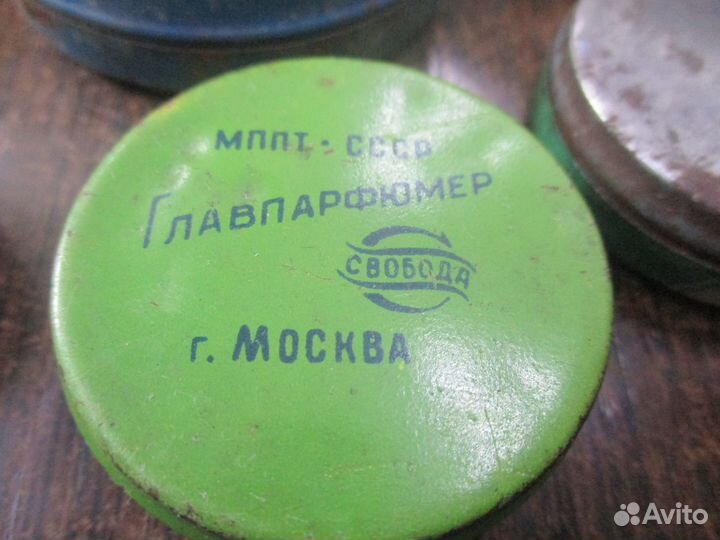 МППТ • СССР
ГЛАВПАРФЮМЕР
СВОБОДА
г. МОСКВА
Avito